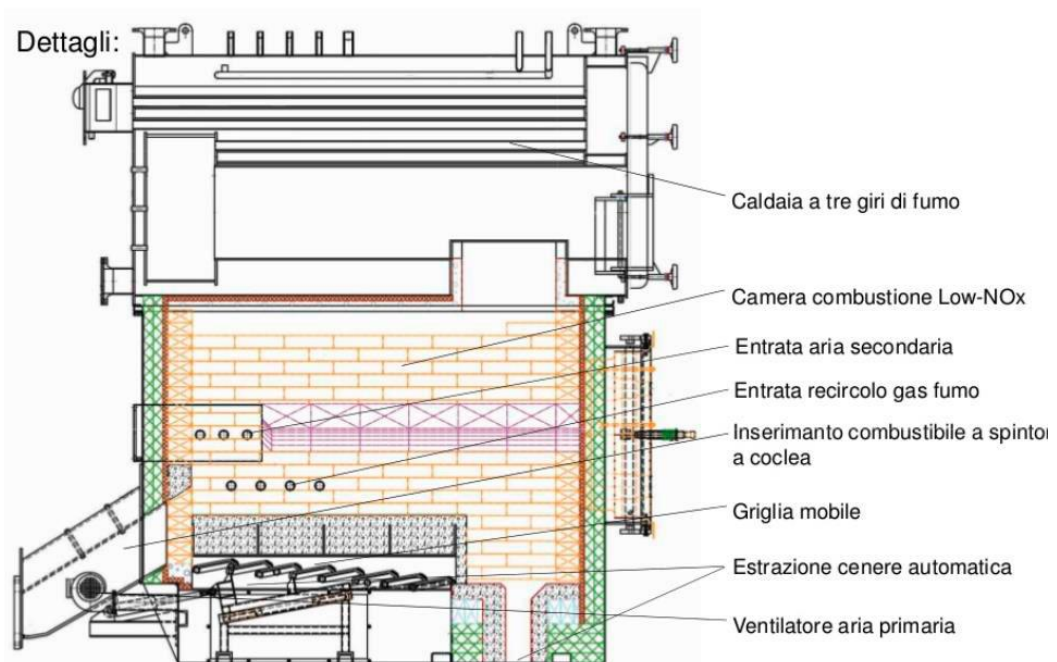 Dettagli:
Caldaia a tre giri di fumo
Camera combustione Low-NOx
Entrata aria secondaria
Entrata recircolo gas fumo
Inserimanto combustibile a spintor
a coclea
Griglia mobile
Estrazione cenere automatica
Ventilatore aria primaria